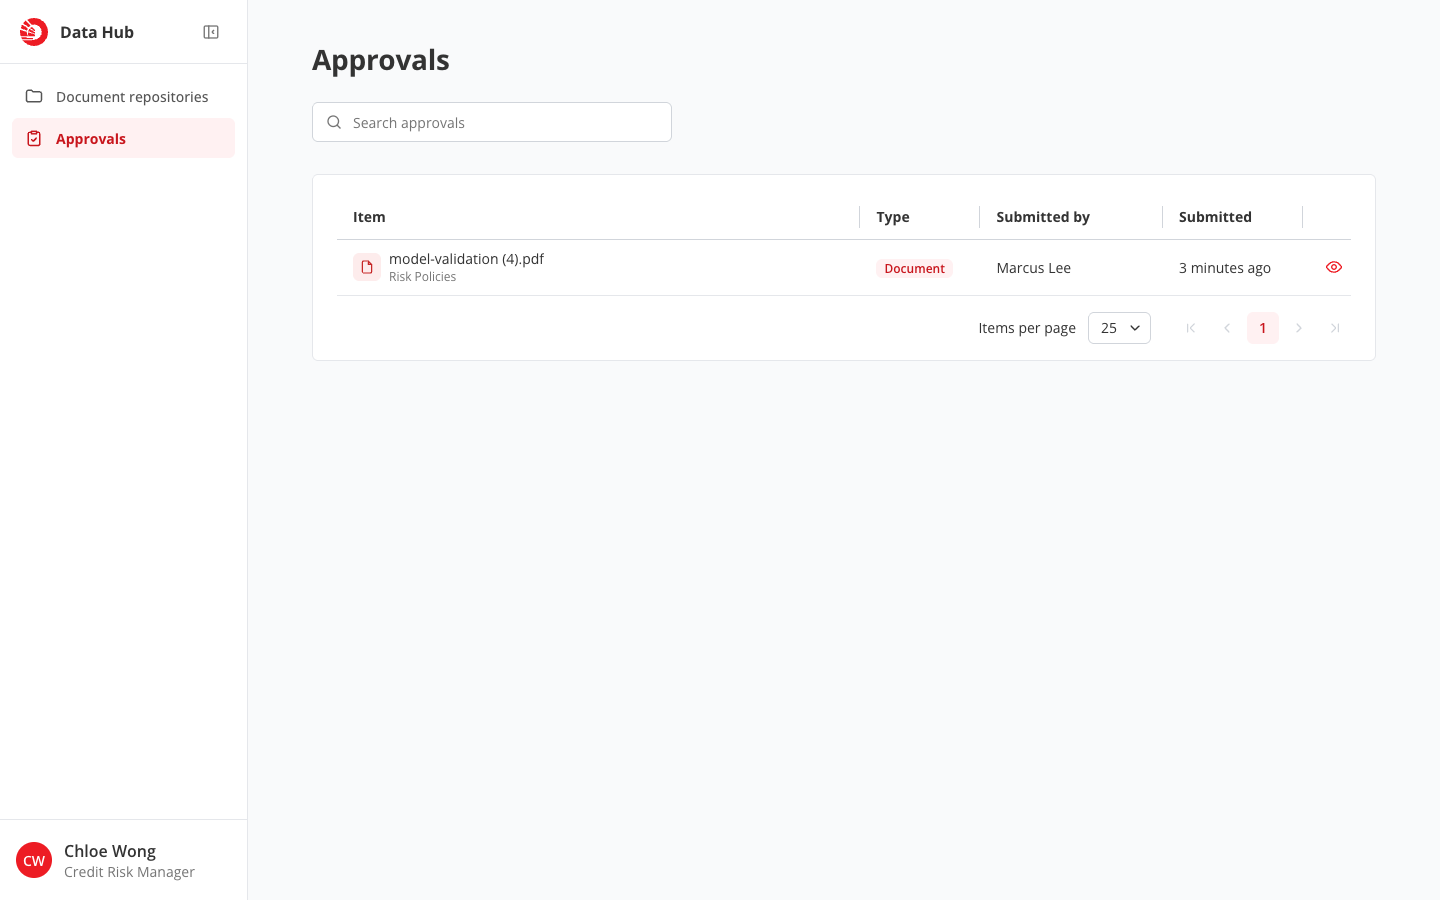 Data Hub
Document repositories
Approvals
Chloe Wong
CW
Credit Risk Manager
Approvals
Search approvals
Item Type Submitted by Submitted
model-validation (4).pdf
Risk Policies
Document Marcus Lee 3 minutes ago
Items per page 25 1